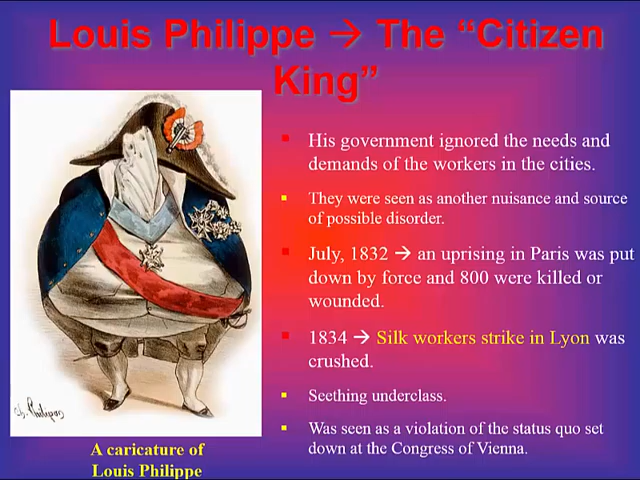 Louis Philippe → The “Citizen
King”
His government ignored the needs and
demands of the workers in the cities.
They were seen as another nuisance and source
of possible disorder.
July, 1832 → an uprising in Paris was put
down by force and 800 were killed or
wounded.
1834 → Silk workers strike in Lyon was
crushed.
Seething underclass.
Was seen as a violation of the status quo set
down at the Congress of Vienna.
Ch. Philipon
A caricature of
Louis Philippe